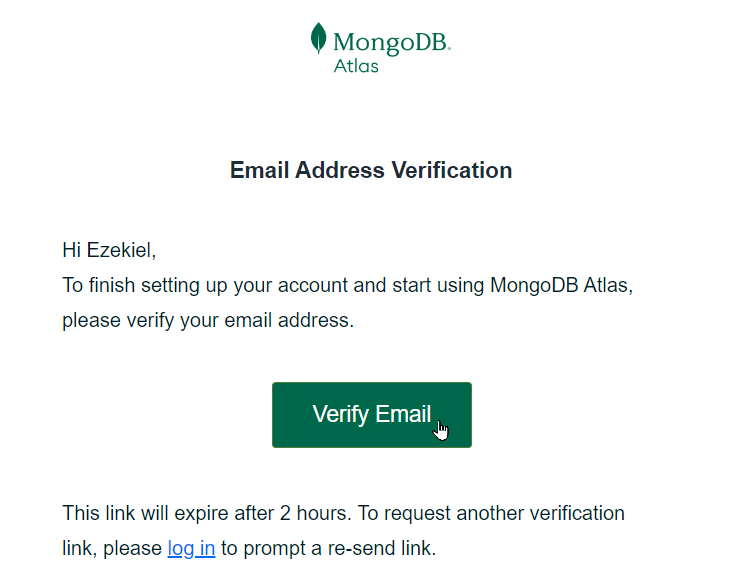 MongoDB.
Atlas
Email Address Verification
Hi Ezekiel,
To finish setting up your account and start using MongoDB Atlas,
please verify your email address.
Verify Email
This link will expire after 2 hours. To request another verification
link, please log in to prompt a re-send link.